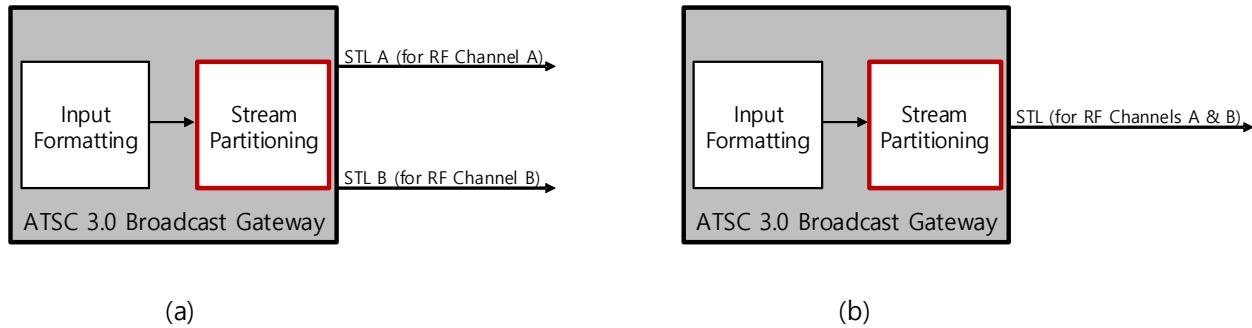 STL A (for RF Channel A)
Input
Formatting
Stream
Partitioning
STL B (for RF Channel B)
ATSC 3.0 Broadcast Gateway
(a)
Input
Formatting
Stream
Partitioning
STL (for RF Channels A & B)
ATSC 3.0 Broadcast Gateway
(b)